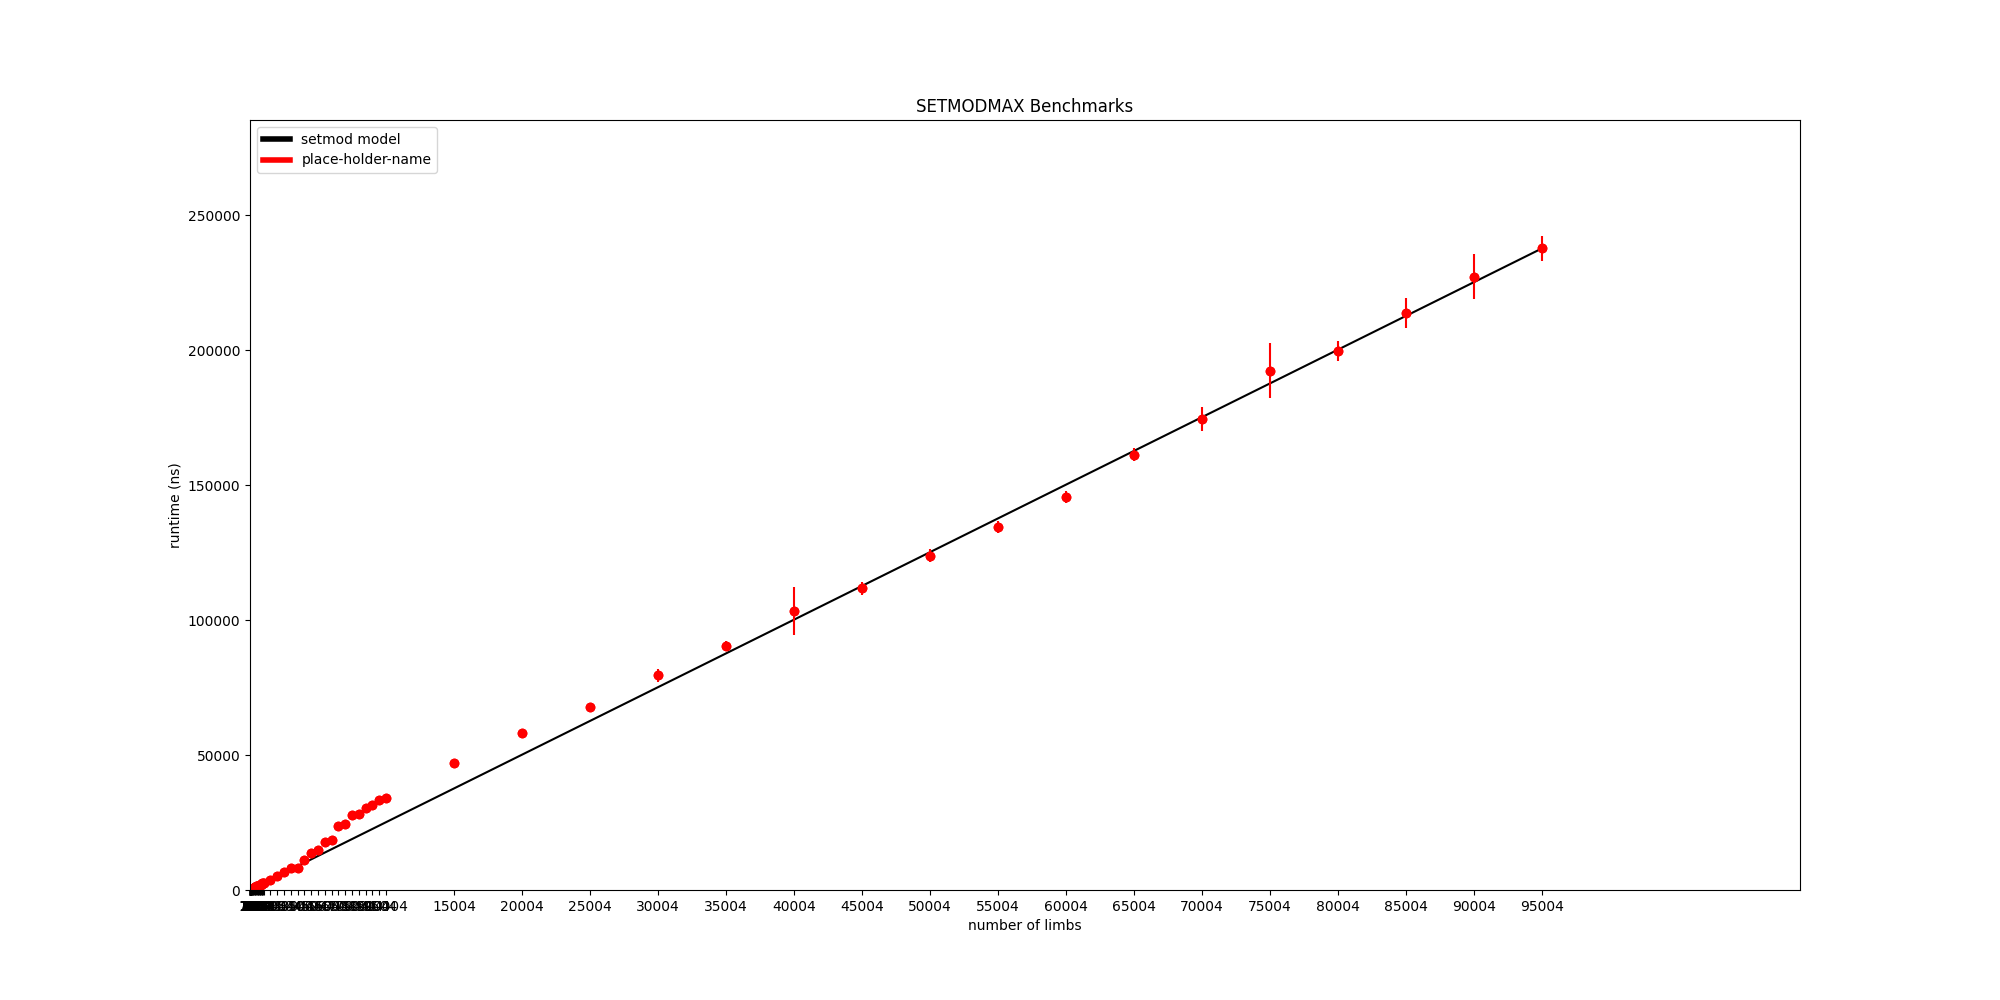 SETMODMAX Benchmarks
setmod model
place-holder-name
250000
200000
150000
100000
50000
0
runtime (ns)
15004 20004 25004 30004 35004 40004 45004 50004 55004 60004 65004 70004 75004 80004 85004 90004 95004
number of limbs